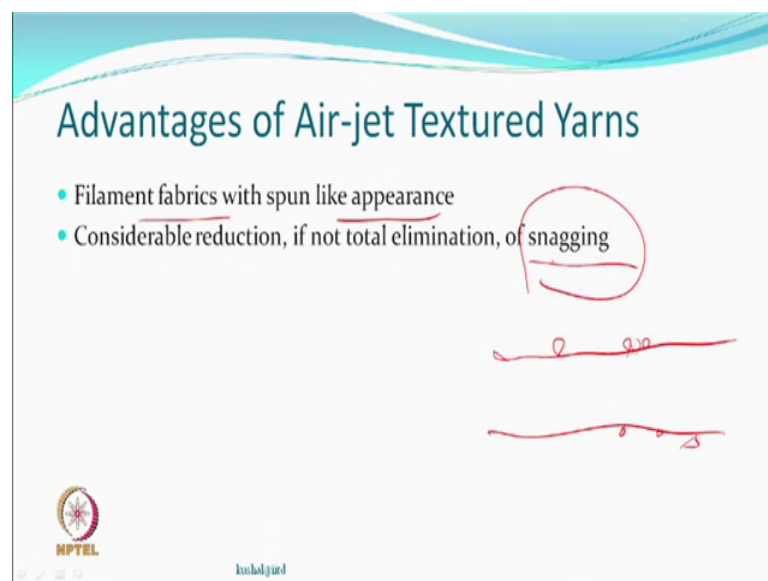 Advantages of Air-jet Textured Yarns
Filament fabrics with spun like appearance
Considerable reduction, if not total elimination, of snagging
NPTEL